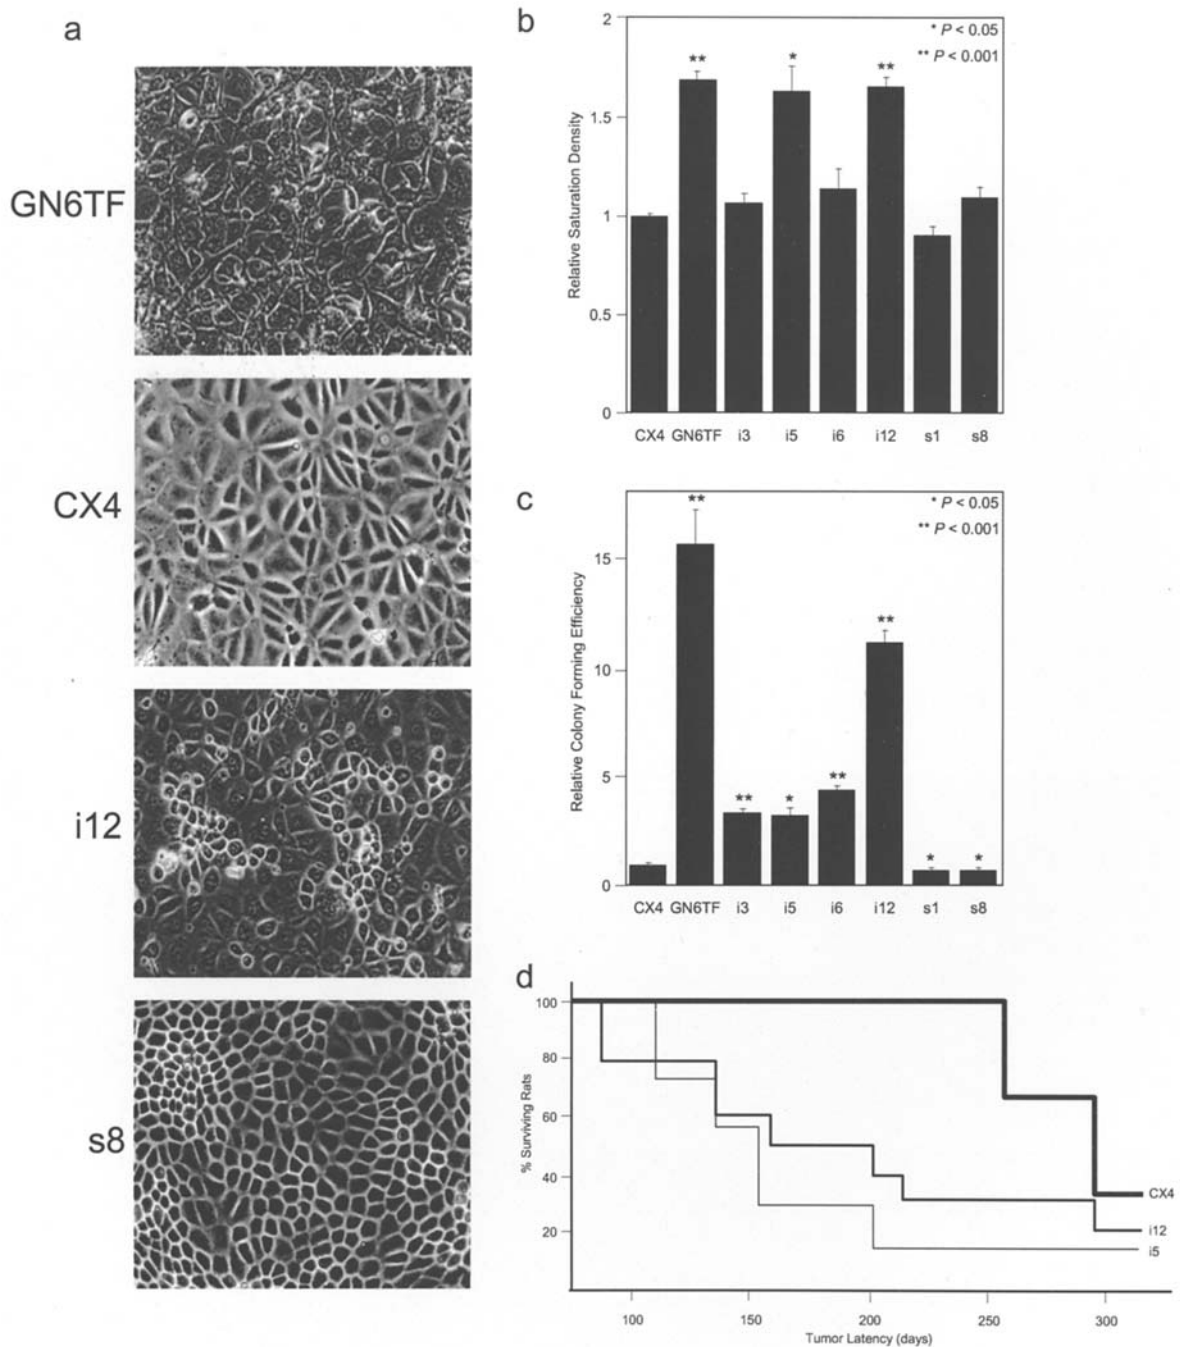 a
GN6TF
CX4
i12
s8
b
* P < 0.05
** P < 0.001
Relative Saturation Density
2
1.5
1
0.5
0
** * **
CX4 GN6TF i3 i5 i6 i12 s1 s8
c
* P < 0.05
** P < 0.001
Relative Colony Forming Efficiency
15
10
5
0
** ** * ** ** * *
CX4 GN6TF i3 i5 i6 i12 s1 s8
d
% Surviving Rats
100
80
60
40
20
CX4
i12
i5
100 150 200 250 300
Tumor Latency (days)